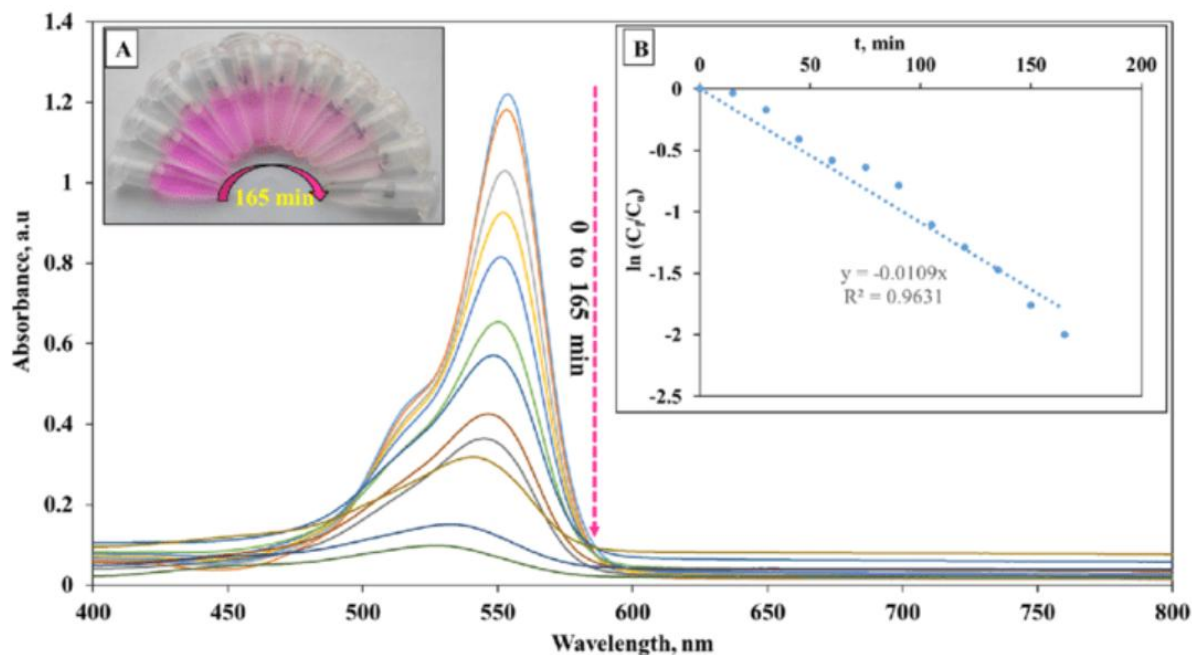 1.4
1.2
1
0.8
0.6
0.4
0.2
0
Absorbance, a.u
400 450 500 550 600 650 700 750 800
Wavelength, nm
A
165 min
0 to 165 min
B
t, min
0 50 100 150 200
0
-0.5
-1
-1.5
-2
-2.5
ln (Cₜ/C₀)
y = -0.0109x
R² = 0.9631